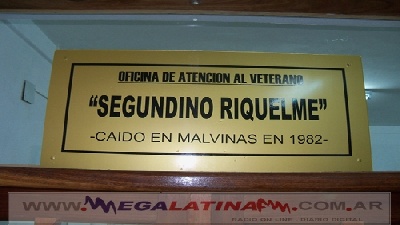 OFICINA DE ATENCION AL VETERANO
"SEGUNDINO RIQUELME"
-CAIDO EN MALVINAS EN 1982-
WWW.MEGALATINAFM.COM.AR